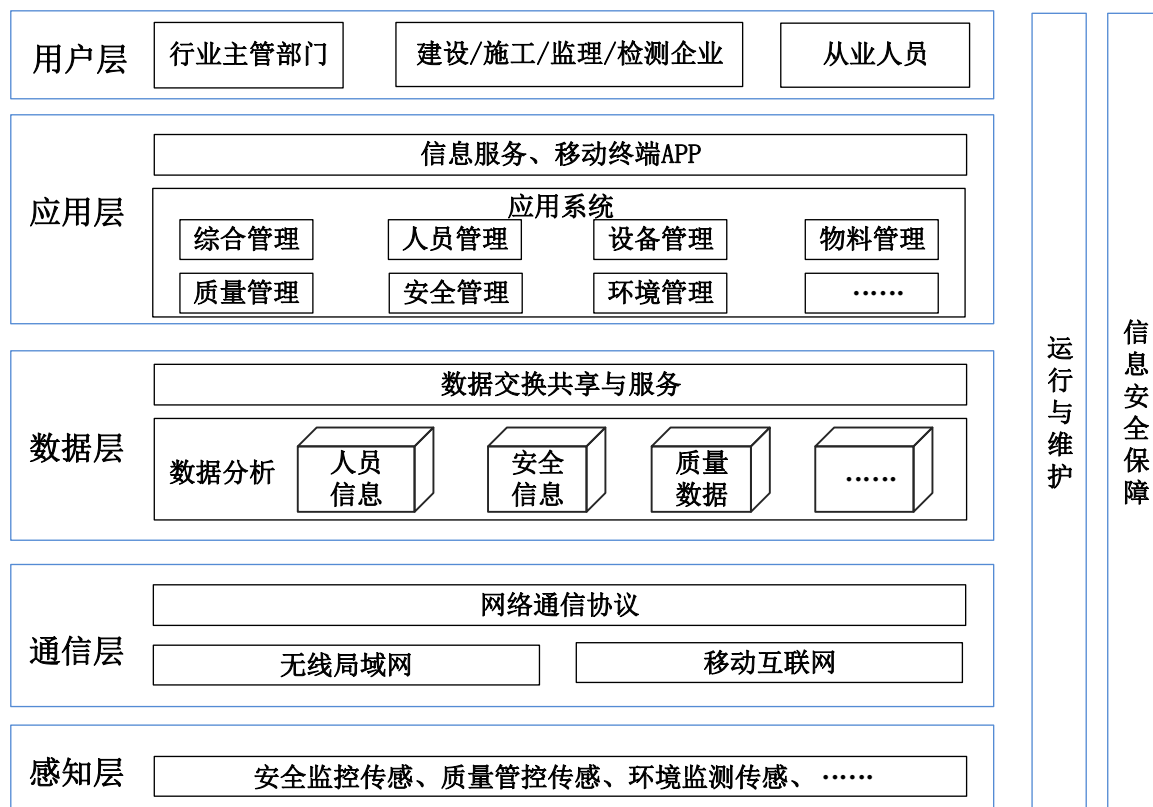 用户层
行业主管部门
建设/施工/监理/检测企业
从业人员
应用层
信息服务、移动终端APP
应用系统
综合管理
人员管理
设备管理
物料管理
质量管理
安全管理
环境管理
……
数据层
数据交换共享与服务
数据分析
人员
信息
安全
信息
质量
数据
……
通信层
网络通信协议
无线局域网
移动互联网
感知层
安全监控传感、质量管控传感、环境监测传感、……
运行与维护
信息安全保障